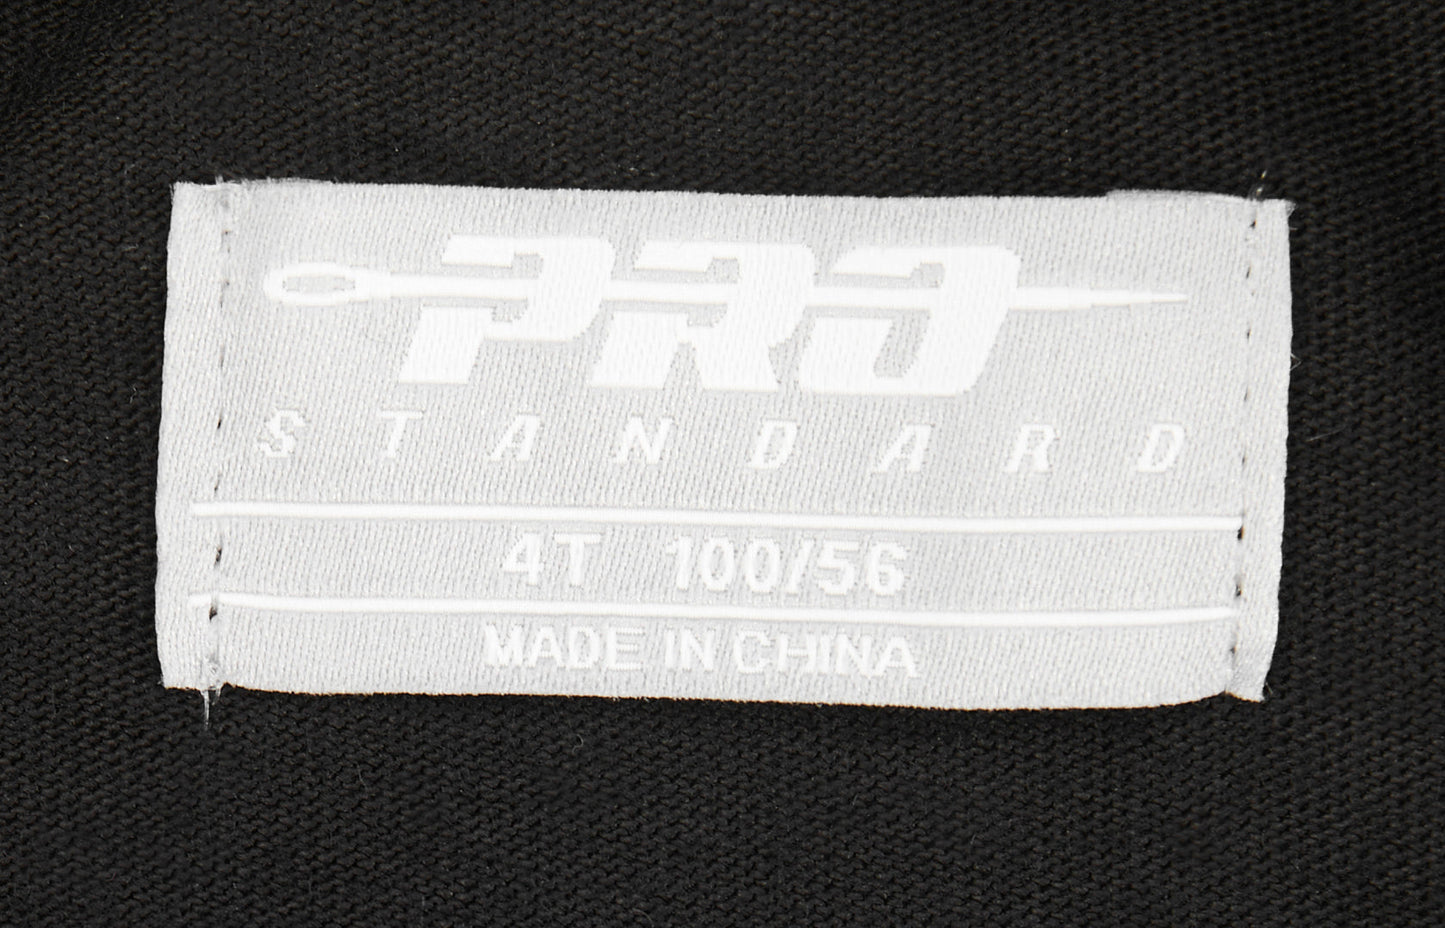 PRO
STANDARD
4T 100/56
MADE IN CHINA